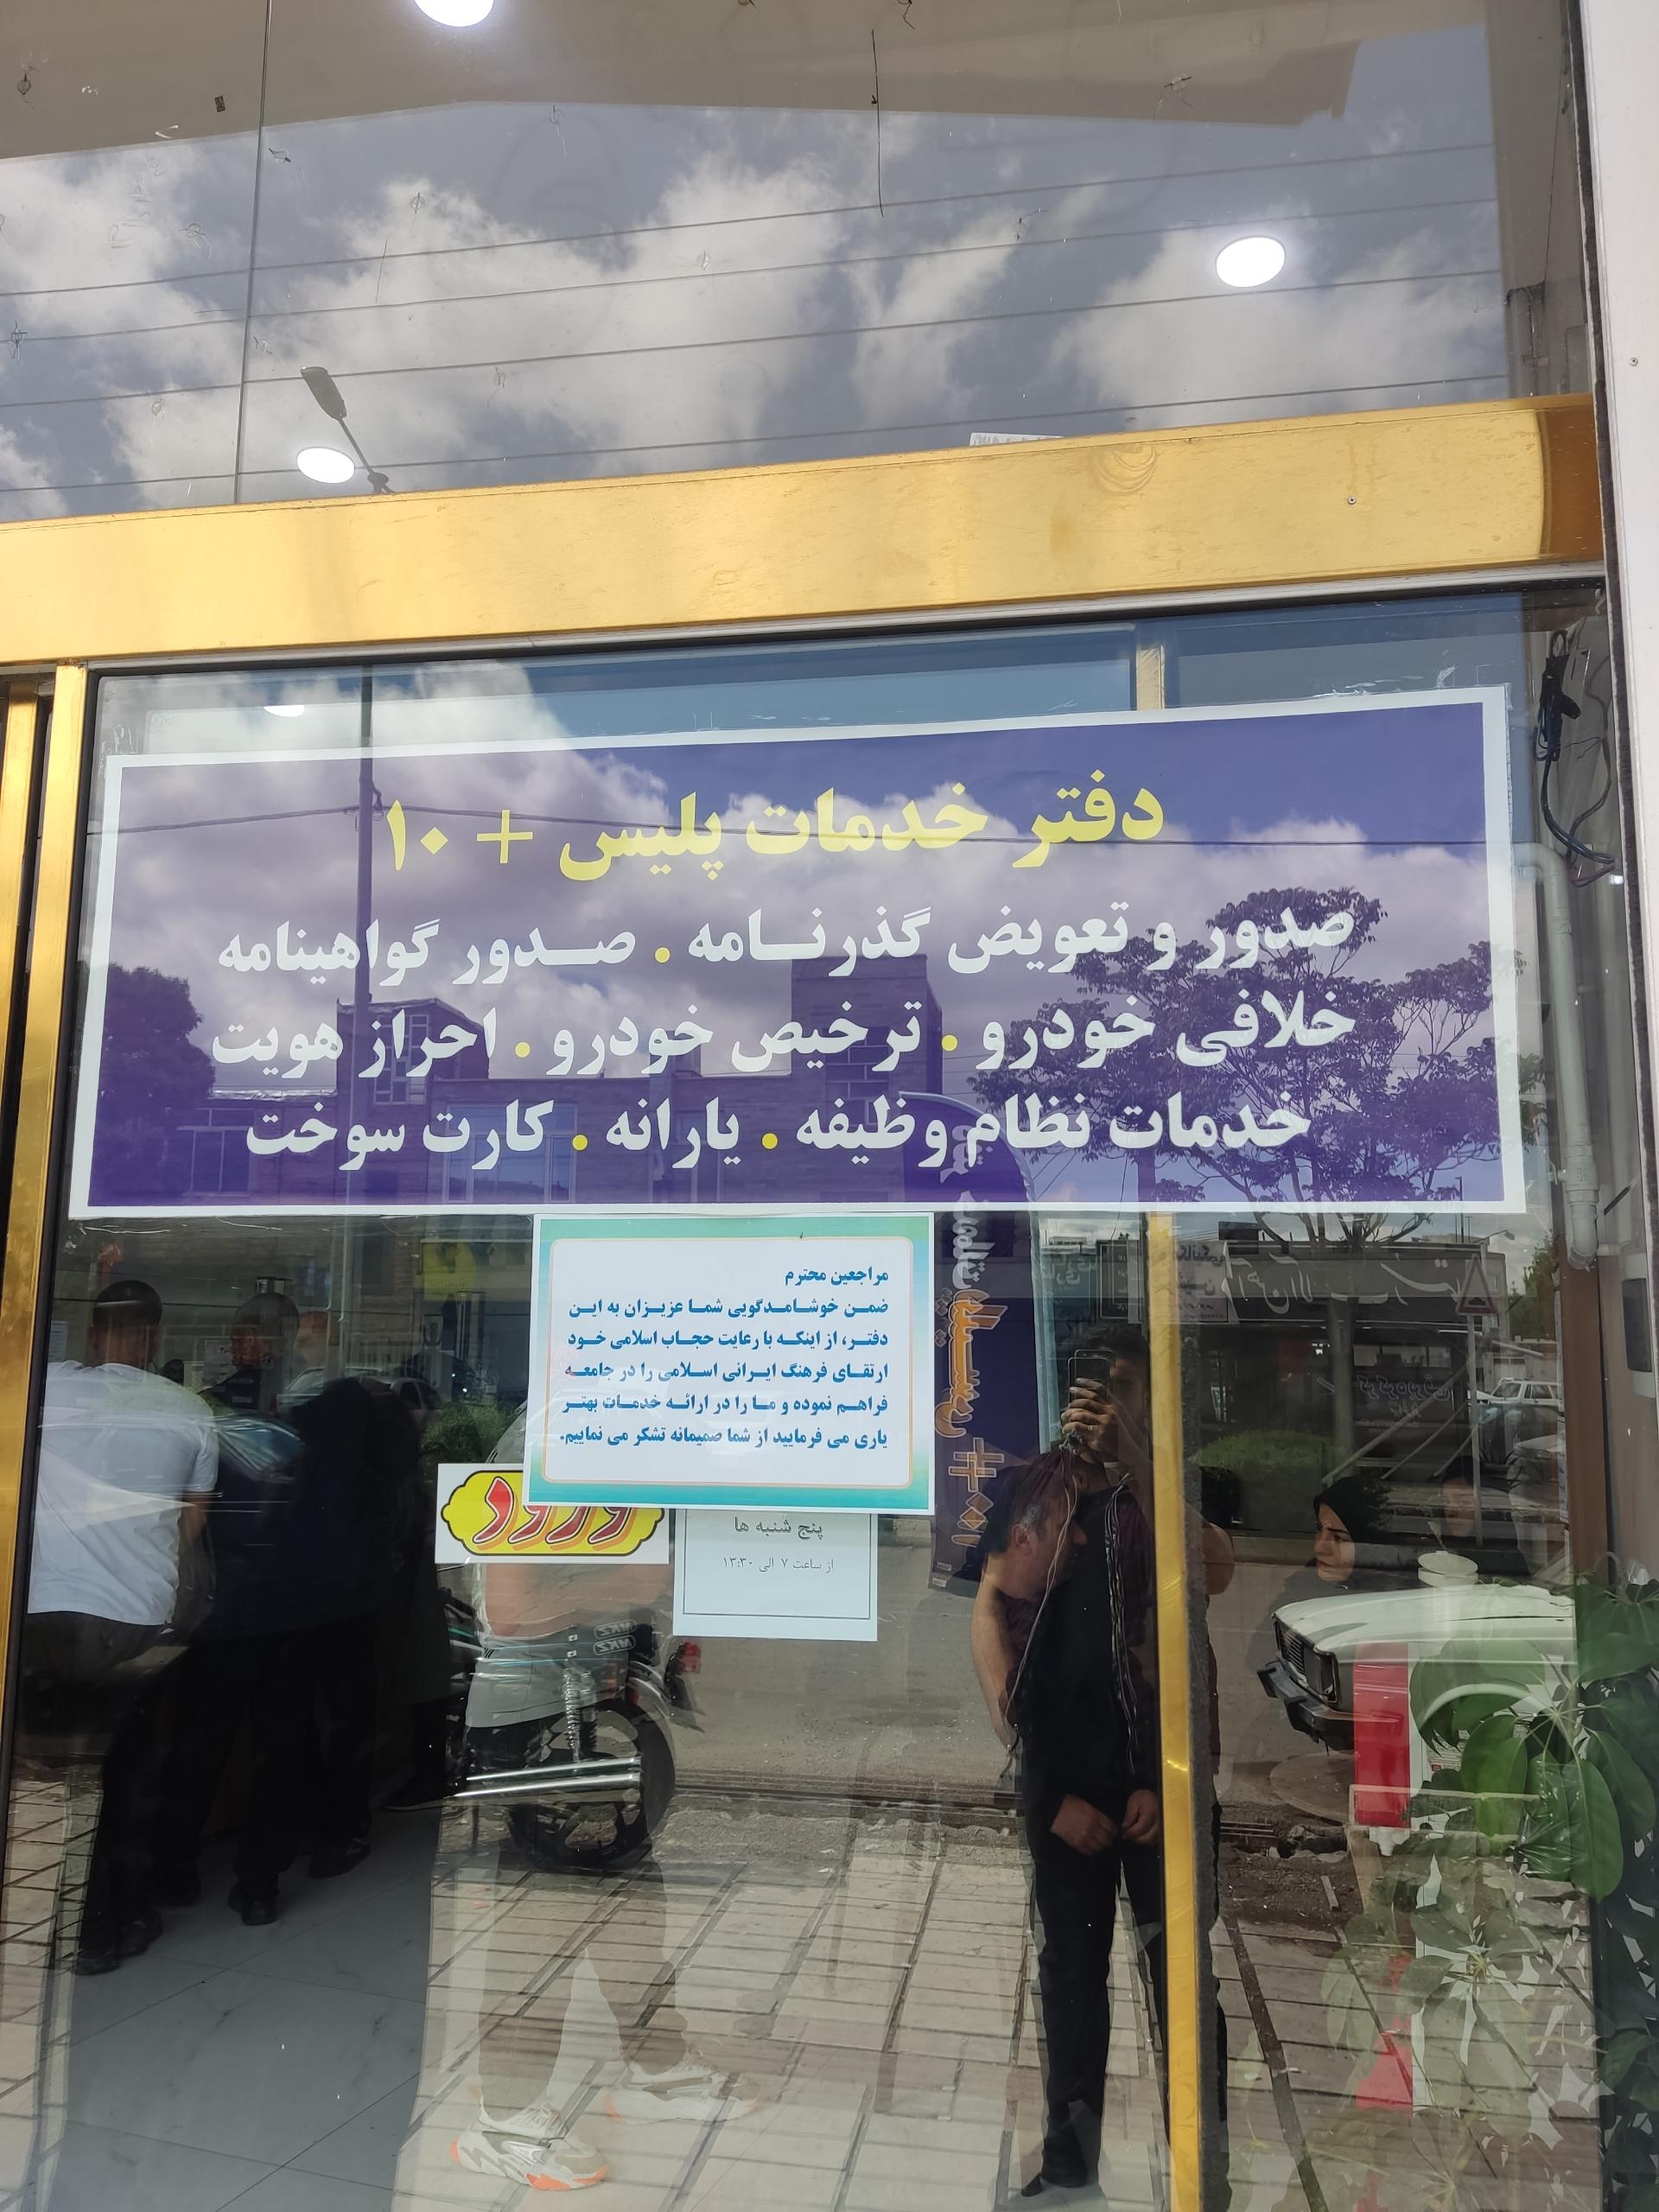 دفتر خدمات پلیس + ۱۰
صدور و تعویض گذرنامه . صدور گواهینامه
خلافی خودرو . ترخیص خودرو . احراز هویت
خدمات نظام وظیفه . یارانه . کارت سوخت
مراجعین محترم
ضمن خوشامدگویی شما عزیزان به این
دفتر، از اینکه با رعایت حجاب اسلامی خود
ارتقای فرهنگ ایرانی اسلامی را در جامعه
فراهم نموده و ما را در ارائه خدمات بهتر
یاری می فرمایید از شما صمیمانه تشکر می نماییم.
ورود
پنج شنبه ها
از ساعت ۷ الی ۱۳:۳۰
NKZ
NKZ